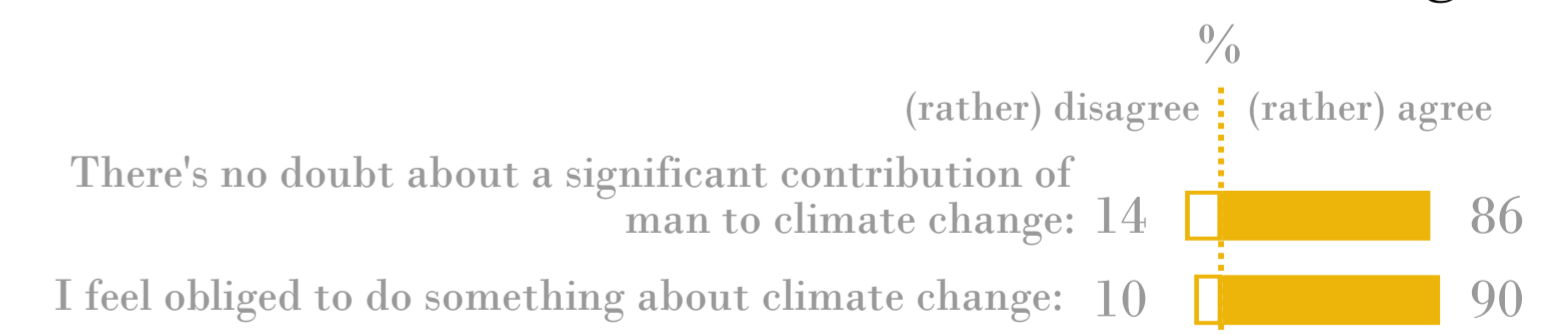 %
(rather) disagree (rather) agree
There's no doubt about a significant contribution of
man to climate change: 14 86
I feel obliged to do something about climate change: 10 90